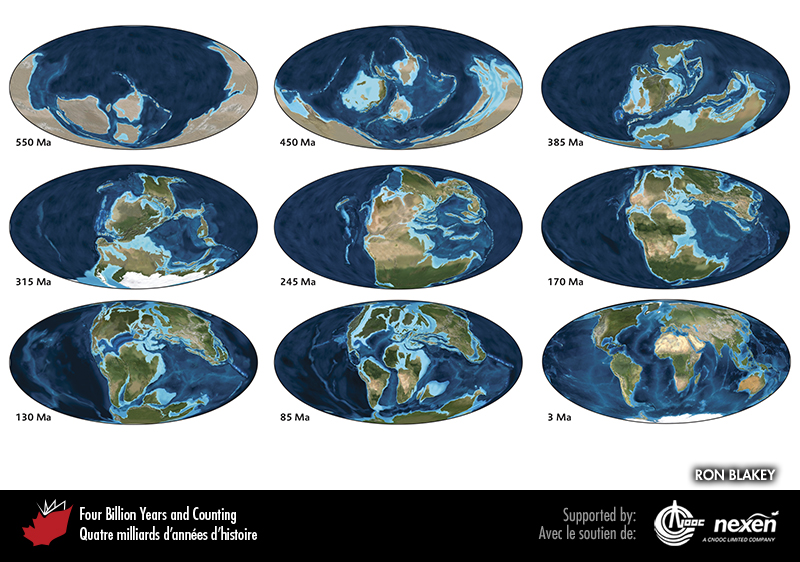 550 Ma
450 Ma
385 Ma
315 Ma
245 Ma
170 Ma
130 Ma
85 Ma
3 Ma
RON BLAKEY
Four Billion Years and Counting
Quatre milliards d'années d'histoire
Supported by:
Avec le soutien de:
CNOOC
nexen
A CNOOC LIMITED COMPANY